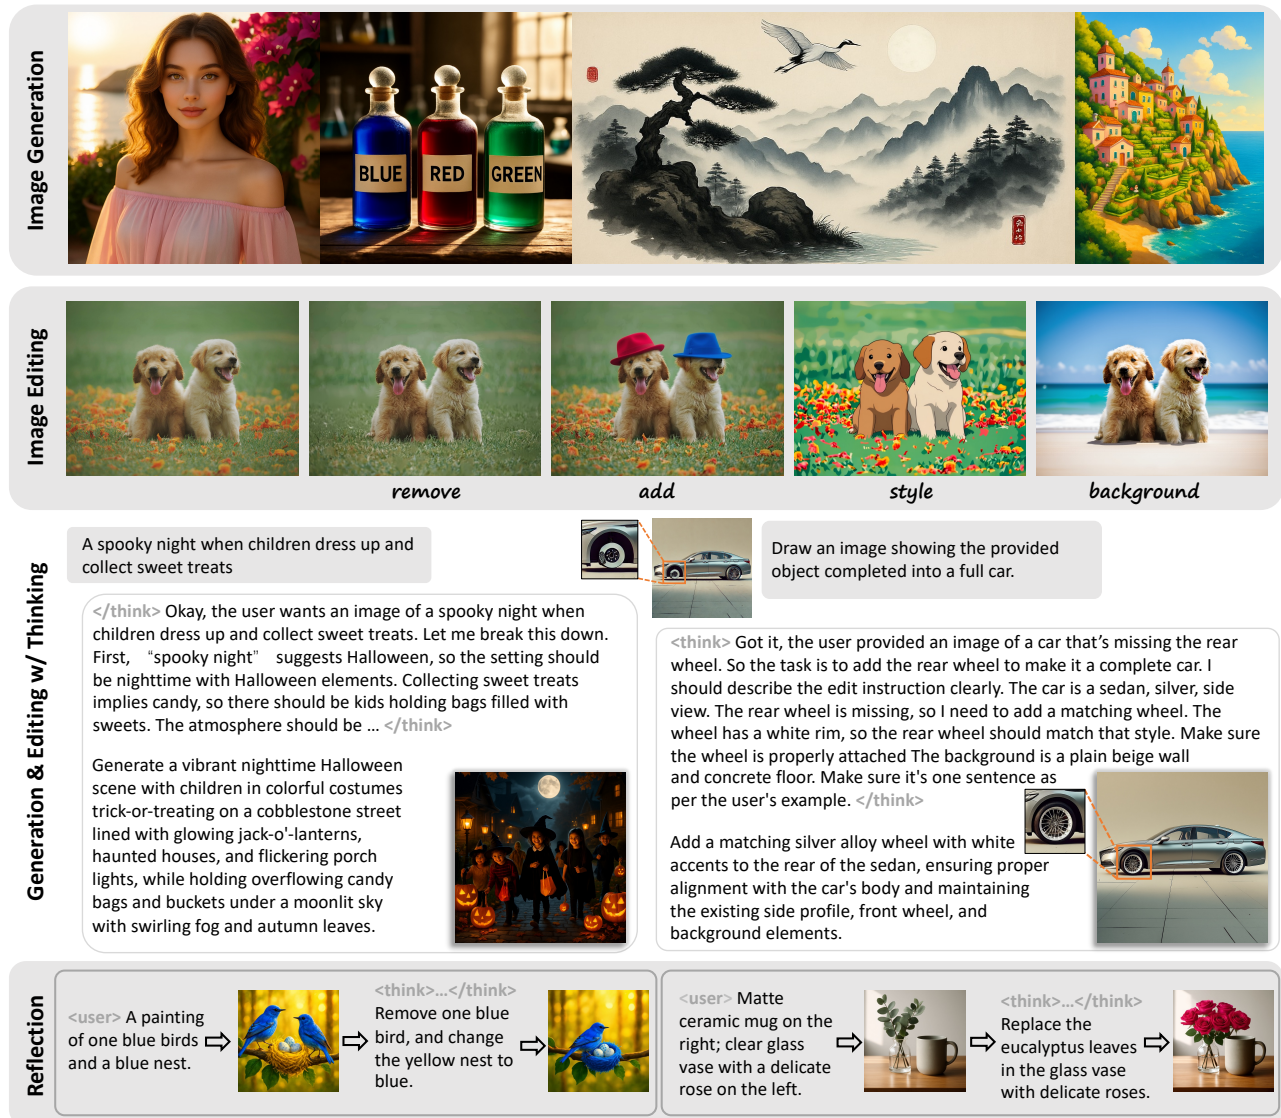 Image Generation
BLUE
RED
GREEN
Image Editing
remove
add
style
background
Generation & Editing w/ Thinking
A spooky night when children dress up and
collect sweet treats
</think> Okay, the user wants an image of a spooky night when
children dress up and collect sweet treats. Let me break this down.
First, “spooky night” suggests Halloween, so the setting should
be nighttime with Halloween elements. Collecting sweet treats
implies candy, so there should be kids holding bags filled with
sweets. The atmosphere should be ... </think>
Generate a vibrant nighttime Halloween
scene with children in colorful costumes
trick-or-treating on a cobblestone street
lined with glowing jack-o'-lanterns,
haunted houses, and flickering porch
lights, while holding overflowing candy
bags and buckets under a moonlit sky
with swirling fog and autumn leaves.
Draw an image showing the provided
object completed into a full car.
<think> Got it, the user provided an image of a car that’s missing the rear
wheel. So the task is to add the rear wheel to make it a complete car. I
should describe the edit instruction clearly. The car is a sedan, silver, side
view. The rear wheel is missing, so I need to add a matching wheel. The
wheel has a white rim, so the rear wheel should match that style. Make sure
the wheel is properly attached The background is a plain beige wall
and concrete floor. Make sure it's one sentence as
per the user's example. </think>
Add a matching silver alloy wheel with white
accents to the rear of the sedan, ensuring proper
alignment with the car's body and maintaining
the existing side profile, front wheel, and
background elements.
Reflection
<user> A painting
of one blue birds
and a blue nest.
<think>...</think>
Remove one blue
bird, and change
the yellow nest to
blue.
<user> Matte
ceramic mug on the
right; clear glass
vase with a delicate
rose on the left.
<think>...</think>
Replace the
eucalyptus leaves
in the glass vase
with delicate roses.